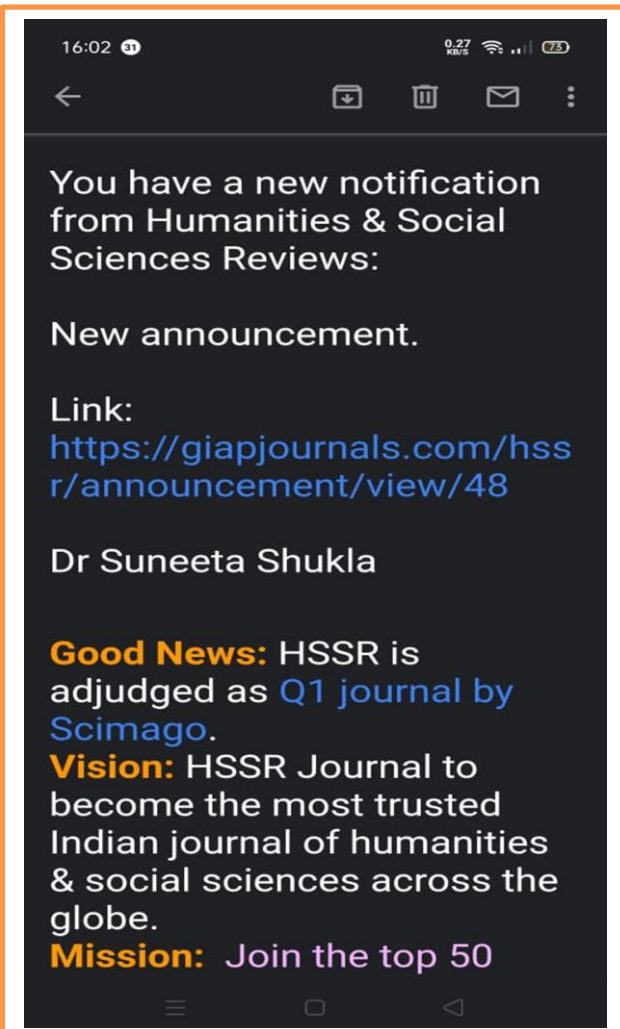 16:02 31 0.27 KB/S 73
You have a new notification
from Humanities & Social
Sciences Reviews:
New announcement.
Link:
https://giapjournals.com/hss
r/announcement/view/48
Dr Suneeta Shukla
Good News: HSSR is
adjudged as Q1 journal by
Scimago.
Vision: HSSR Journal to
become the most trusted
Indian journal of humanities
& social sciences across the
globe.
Mission: Join the top 50